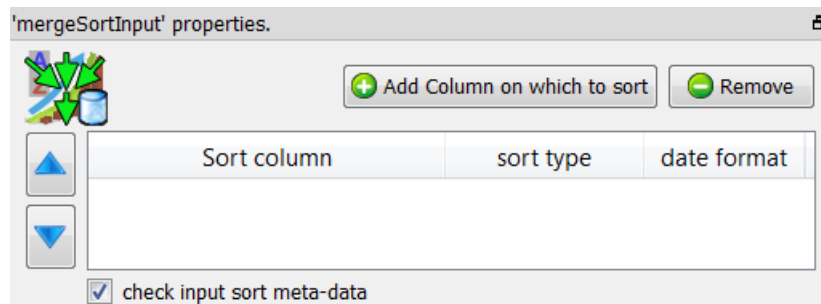 'mergeSortInput' properties.
Add Column on which to sort Remove
Sort column sort type date format
check input sort meta-data